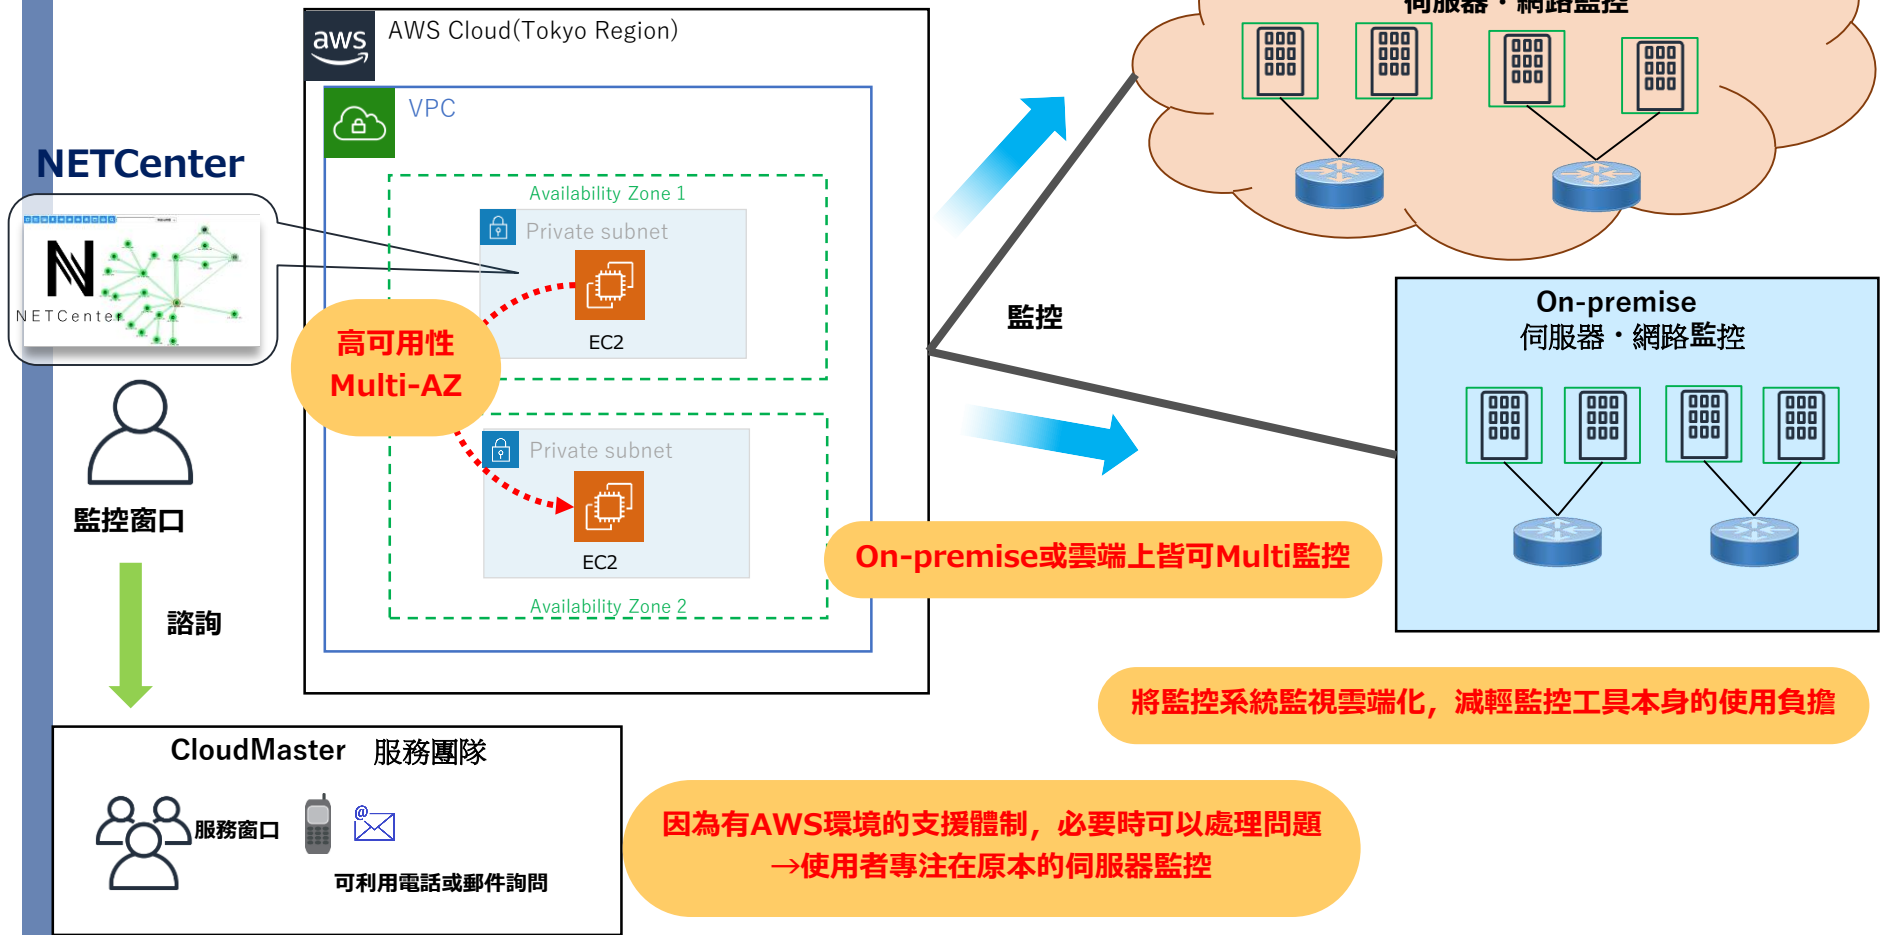 伺服器・網路監控
aws
AWS Cloud(Tokyo Region)
VPC
NETCenter
Availability Zone 1
Private subnet
N
NETCenter
EC2
高可用性
Multi-AZ
監控
On-premise
伺服器・網路監控
Private subnet
EC2
Availability Zone 2
監控窗口
On-premise或雲端上皆可Multi監控
諮詢
將監控系統監視雲端化，減輕監控工具本身的使用負擔
CloudMaster 服務團隊
服務窗口
@
可利用電話或郵件詢問
因為有AWS環境的支援體制，必要時可以處理問題
→使用者專注在原本的伺服器監控